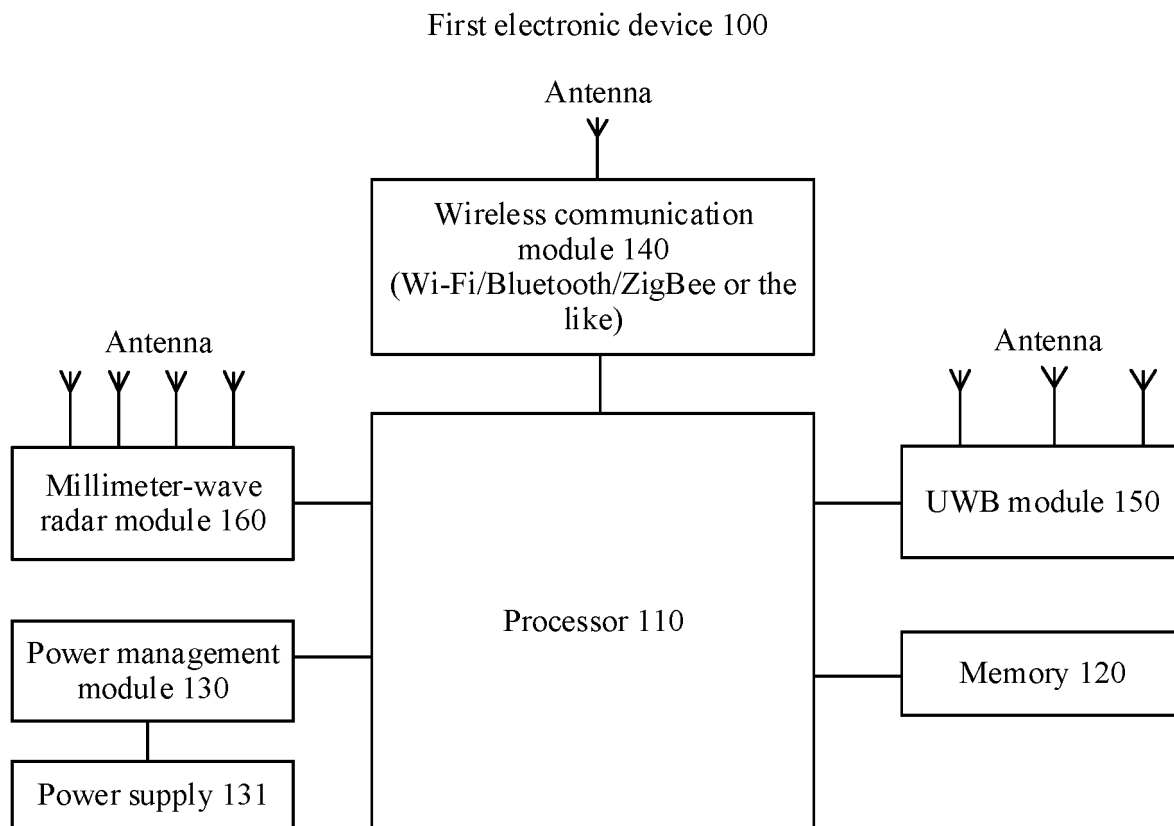 First electronic device 100
Antenna
Wireless communication
module 140
(Wi-Fi/Bluetooth/ZigBee or the
like)
Antenna
Antenna
Millimeter-wave
radar module 160
UWB module 150
Processor 110
Power management
module 130
Memory 120
Power supply 131